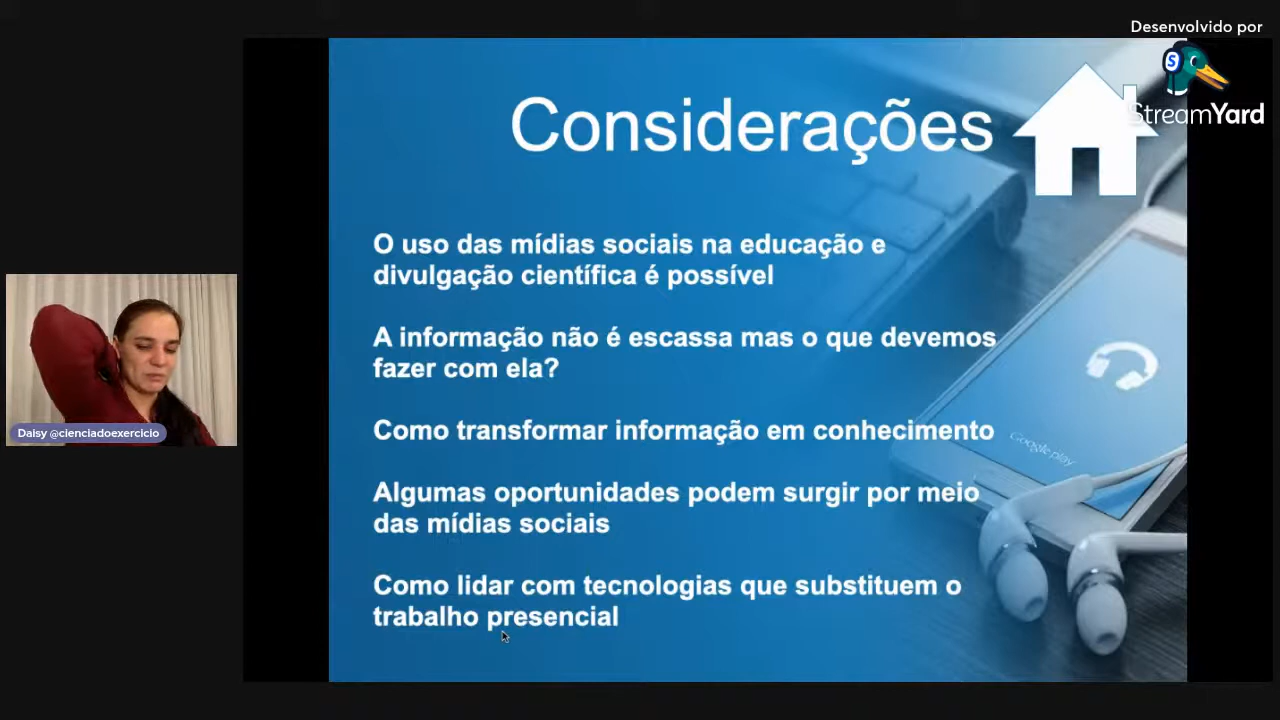 Desenvolvido por
StreamYard
Considerações
O uso das mídias sociais na educação e
divulgação científica é possível
A informação não é escassa mas o que devemos
fazer com ela?
Como transformar informação em conhecimento
Algumas oportunidades podem surgir por meio
das mídias sociais
Como lidar com tecnologias que substituem o
trabalho presencial
Google play
Daisy @cienciadoexercicio